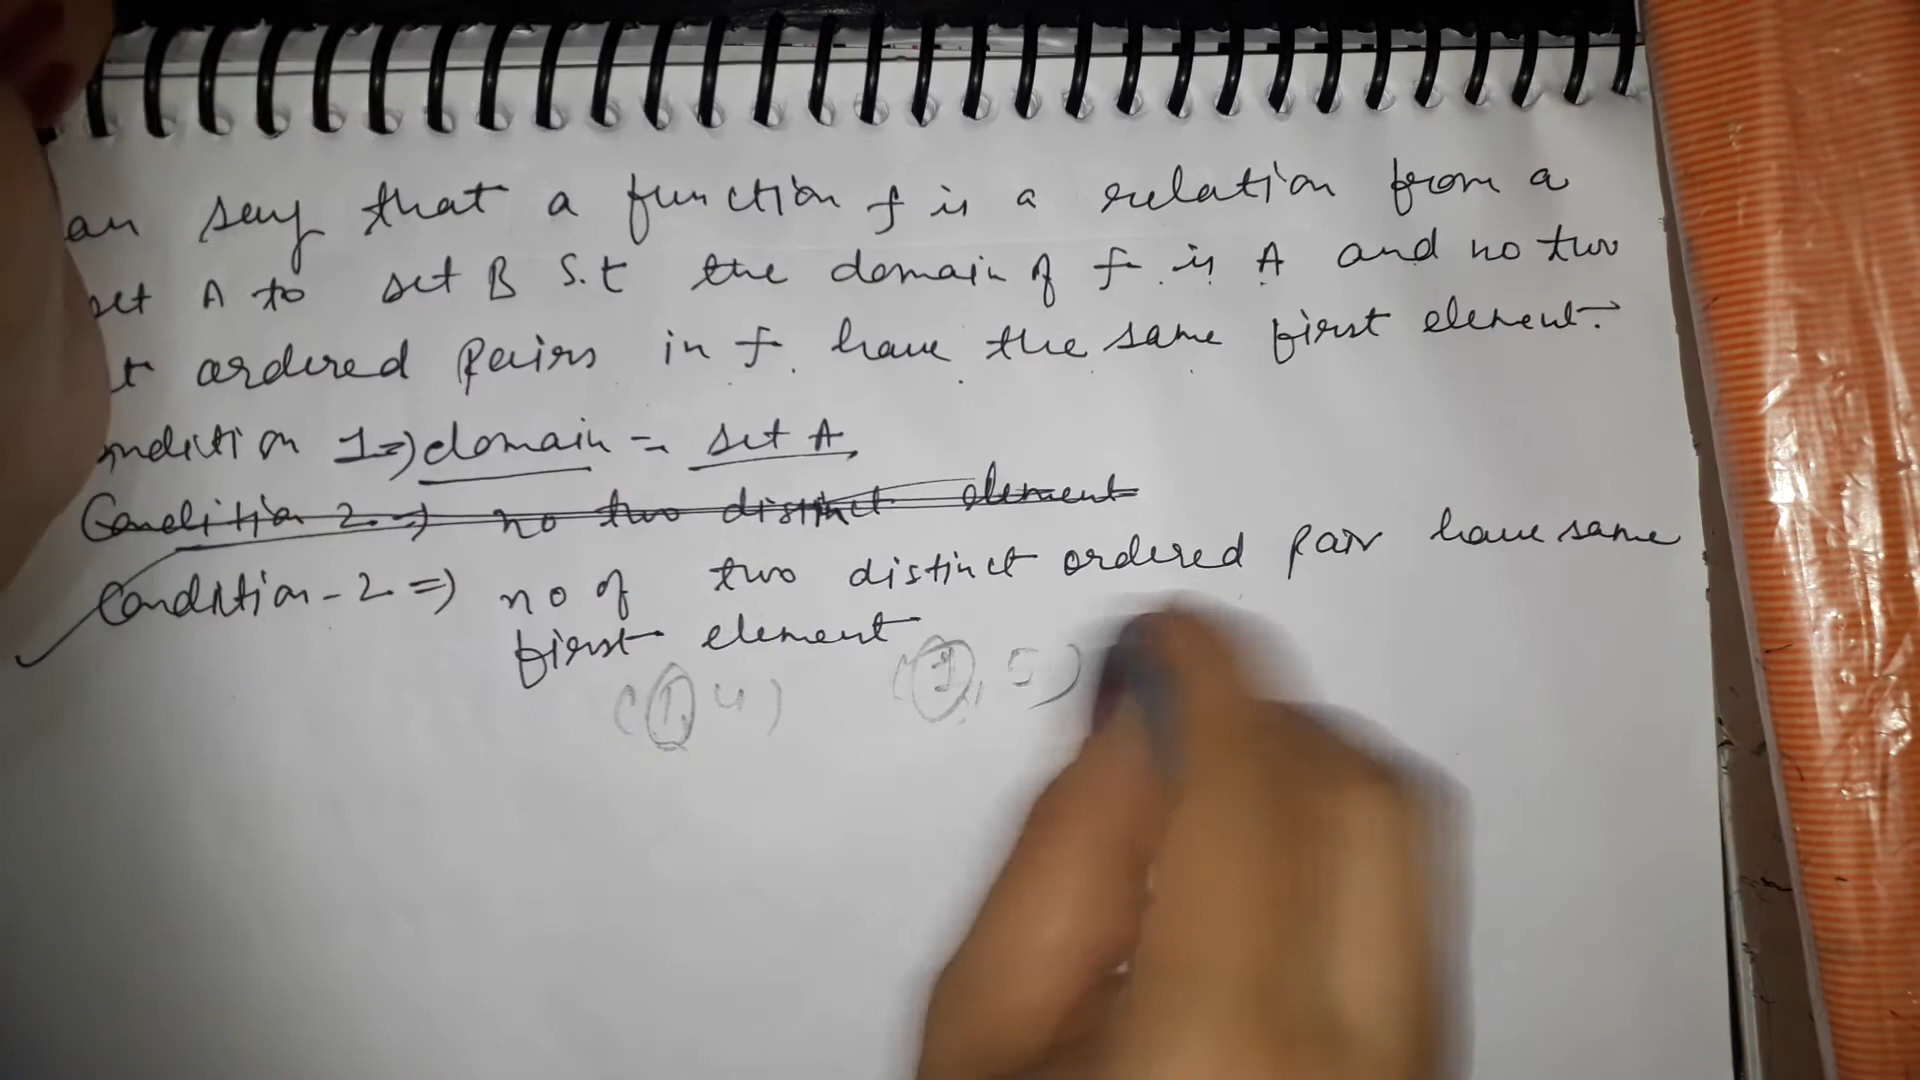 an say that a function f is a relation from a
set A to set B S.t the domain of f is A and no two
t ordered pairs in f have the same first element.
ondition 1 => domain = set A,
Condition 2. => no two distinct element
Condition - 2. => no of two distinct ordered pair have same
first element
(1, 4) (1, 5)